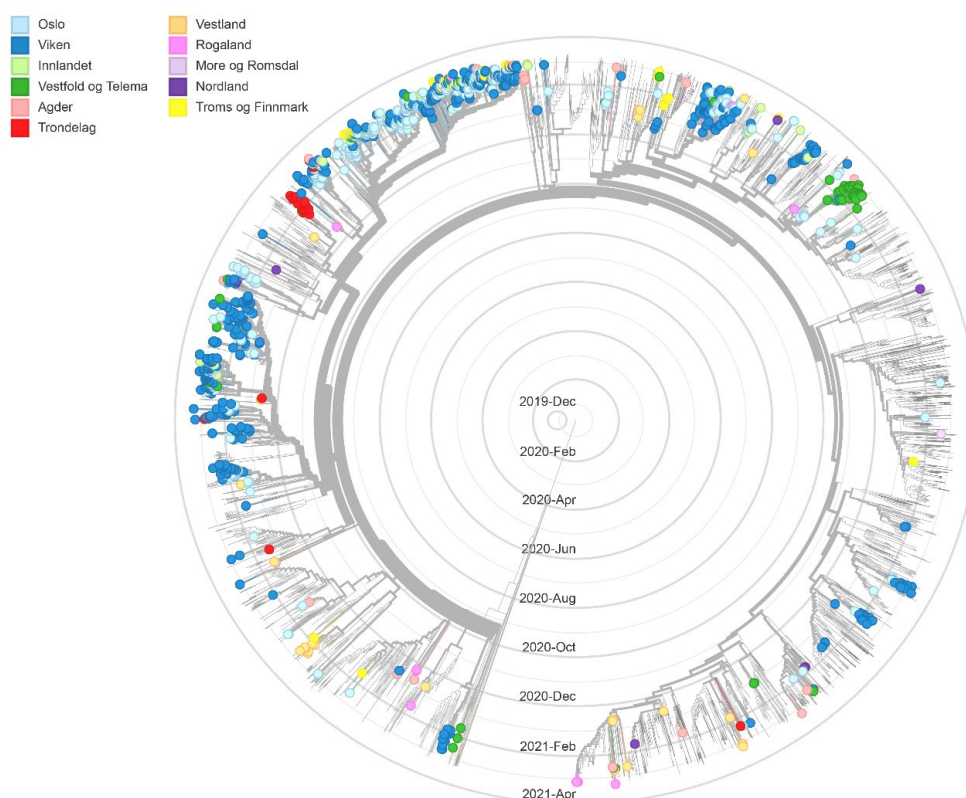 Oslo
Viken
Innlandet
Vestfold og Telema
Agder
Trondelag
Vestland
Rogaland
More og Romsdal
Nordland
Troms og Finnmark
2019-Dec
2020-Feb
2020-Apr
2020-Jun
2020-Aug
2020-Oct
2020-Dec
2021-Feb
2021-Apr